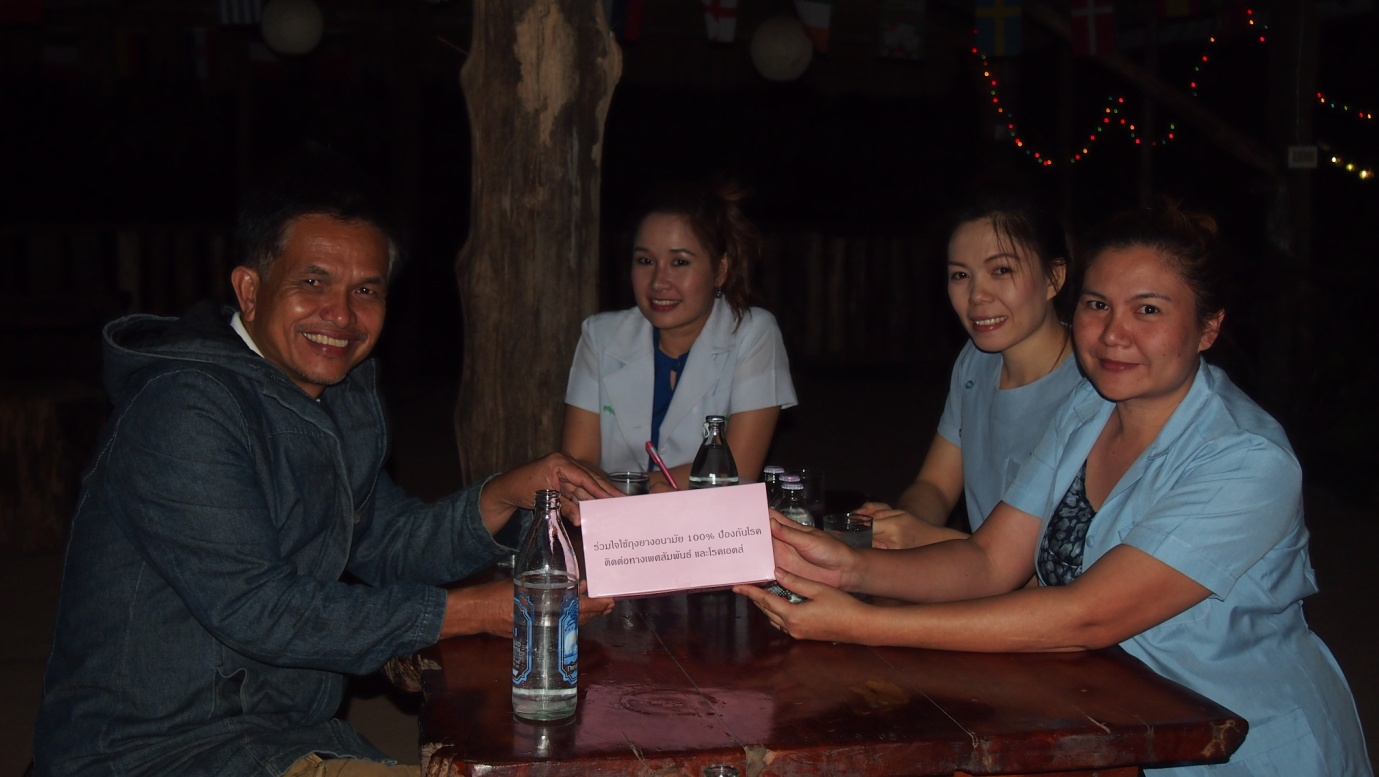 ร่วมใจใช้ถุงยางอนามัย 100% ป้องกันโรค
ติดต่อทางเพศสัมพันธ์ และโรคเอดส์